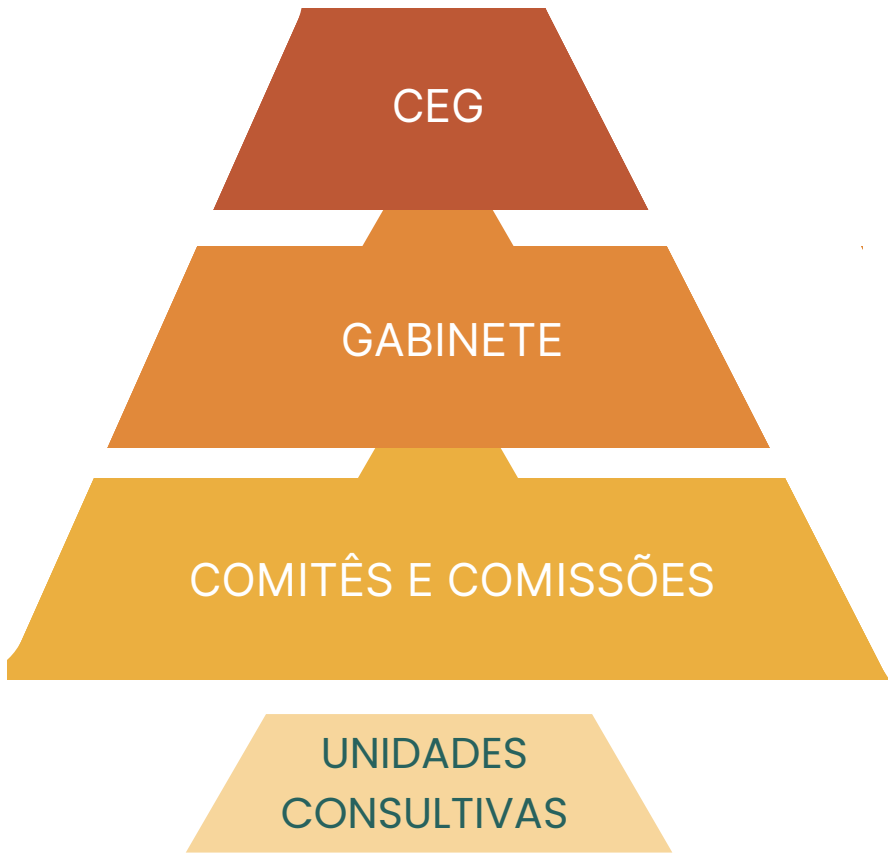 CEG
GABINETE
COMITÊS E COMISSÕES
UNIDADES
CONSULTIVAS